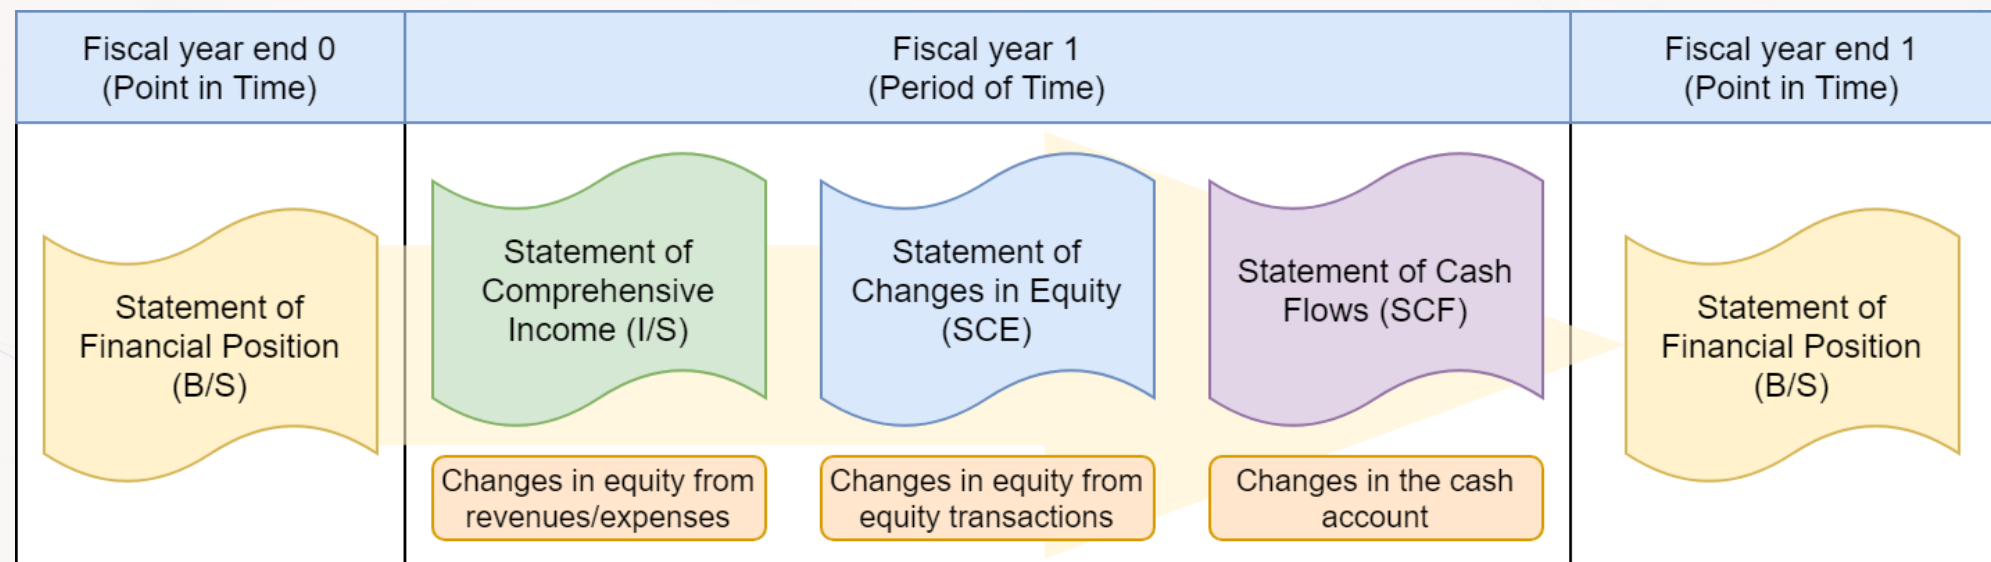 Fiscal year end 0
(Point in Time)
Fiscal year 1
(Period of Time)
Fiscal year end 1
(Point in Time)
Statement of
Financial Position
(B/S)
Statement of
Comprehensive
Income (I/S)
Statement of
Changes in Equity
(SCE)
Statement of Cash
Flows (SCF)
Statement of
Financial Position
(B/S)
Changes in equity from
revenues/expenses
Changes in equity from
equity transactions
Changes in the cash
account